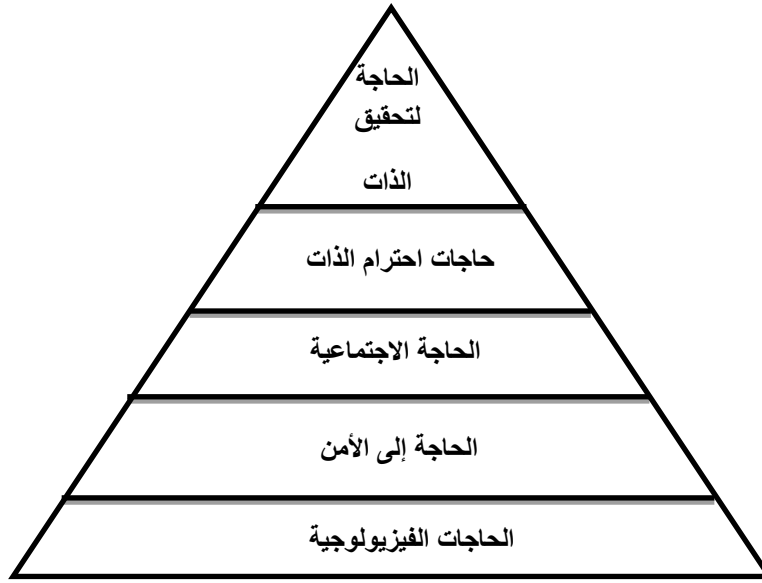 الحاجة
لتحقيق
الذات
حاجات احترام الذات
الحاجة الاجتماعية
الحاجة إلى الأمن
الحاجات الفيزيولوجية